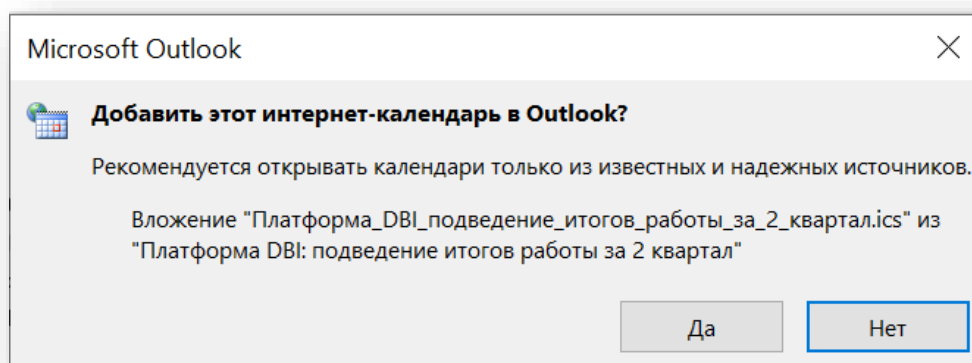 Microsoft Outlook
Добавить этот интернет-календарь в Outlook?
Рекомендуется открывать календари только из известных и надежных источников.
Вложение "Платформа_DBI_подведение_итогов_работы_за_2_квартал.ics" из
"Платформа DBI: подведение итогов работы за 2 квартал"
Да
Нет